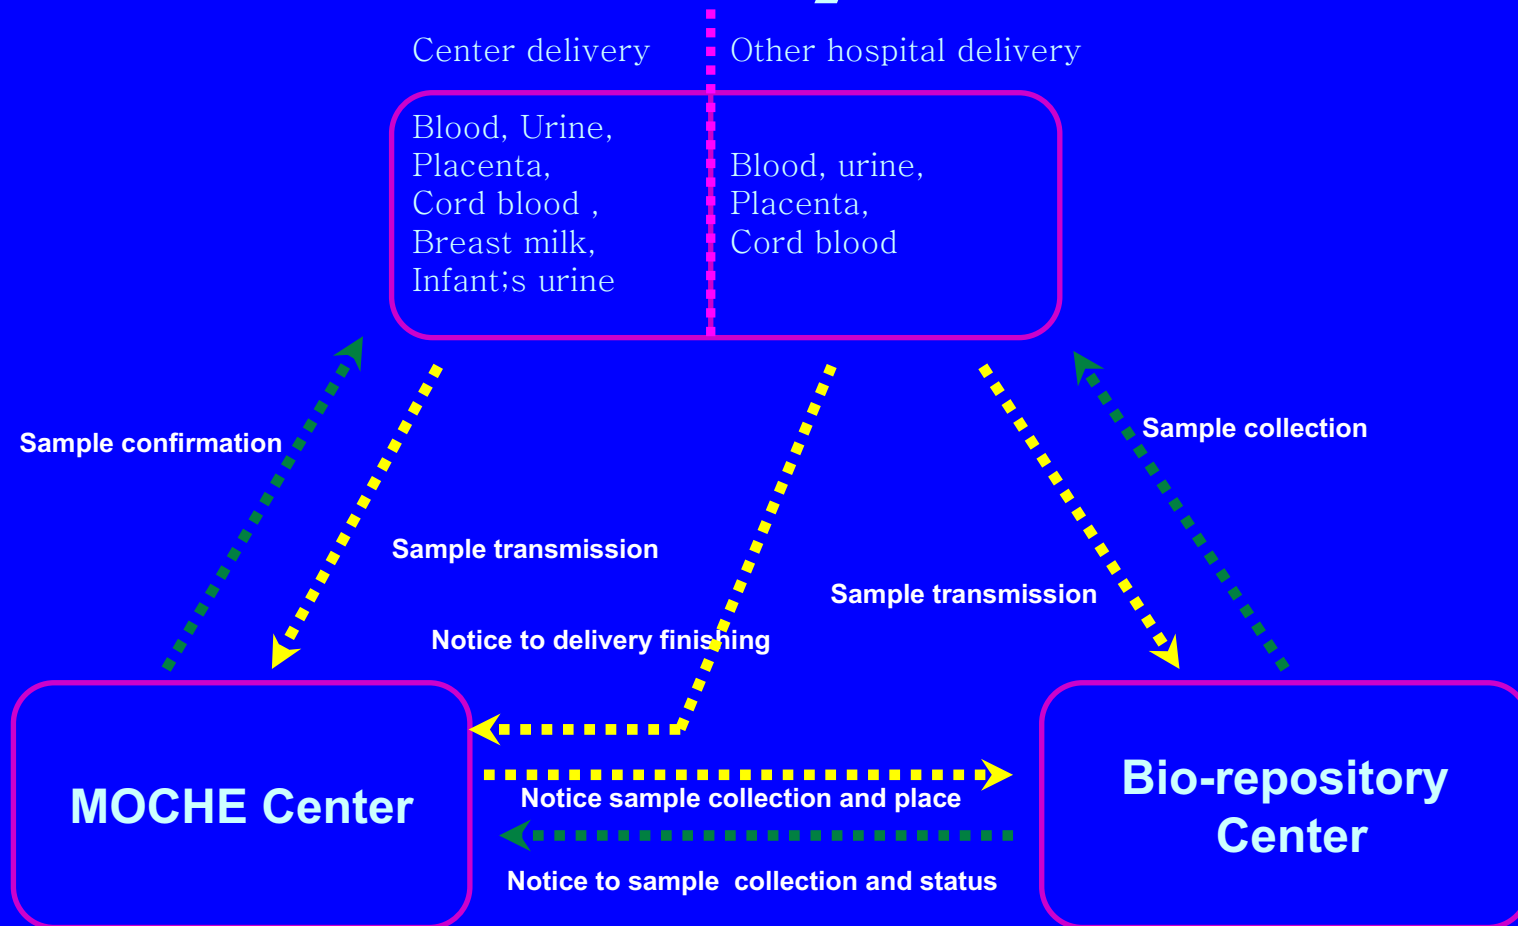 Center delivery
Other hospital delivery
Blood, Urine,
Placenta,
Cord blood ,
Breast milk,
Infant;s urine
Blood, urine,
Placenta,
Cord blood
Sample confirmation
Sample collection
Sample transmission
Sample transmission
Notice to delivery finishing
MOCHE Center
Bio-repository
Center
Notice sample collection and place
Notice to sample  collection and status